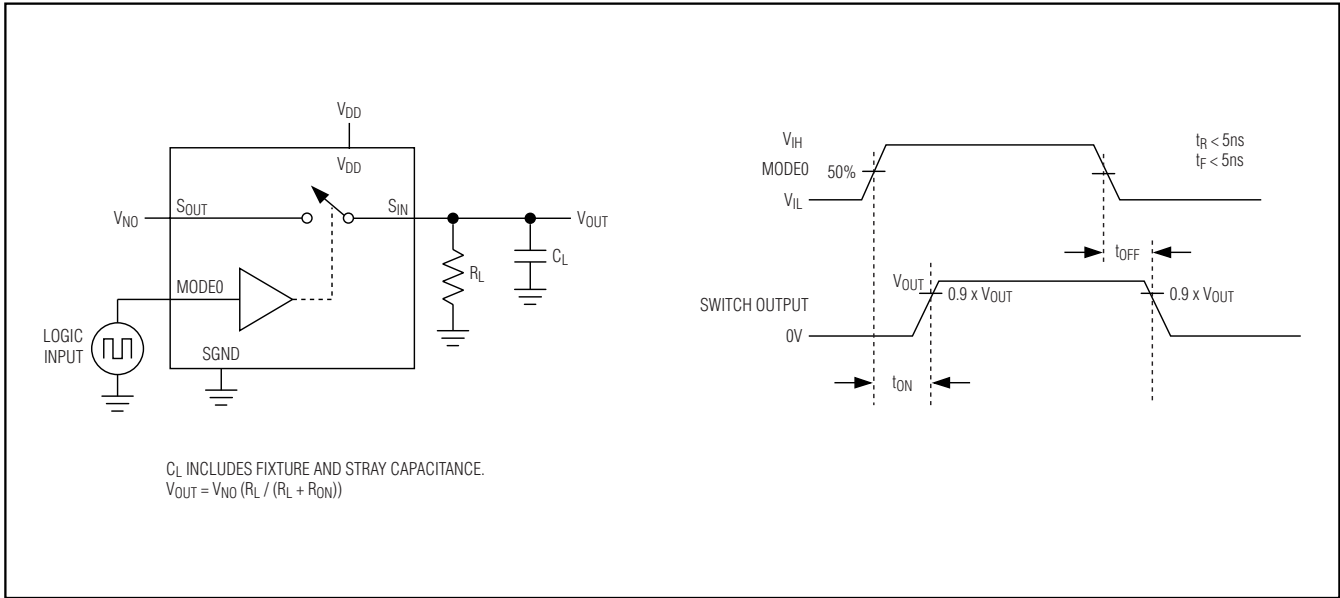 VDD
VDD
VNO
SOUT
SIN
VOUT
RL
CL
MODE0
LOGIC
INPUT
SGND
CL INCLUDES FIXTURE AND STRAY CAPACITANCE.
VOUT = VNO (RL / (RL + RON))
VIH
MODE0
50%
VIL
tR < 5ns
tF < 5ns
tOFF
VOUT
0.9 x VOUT
0.9 x VOUT
SWITCH OUTPUT
0V
tON